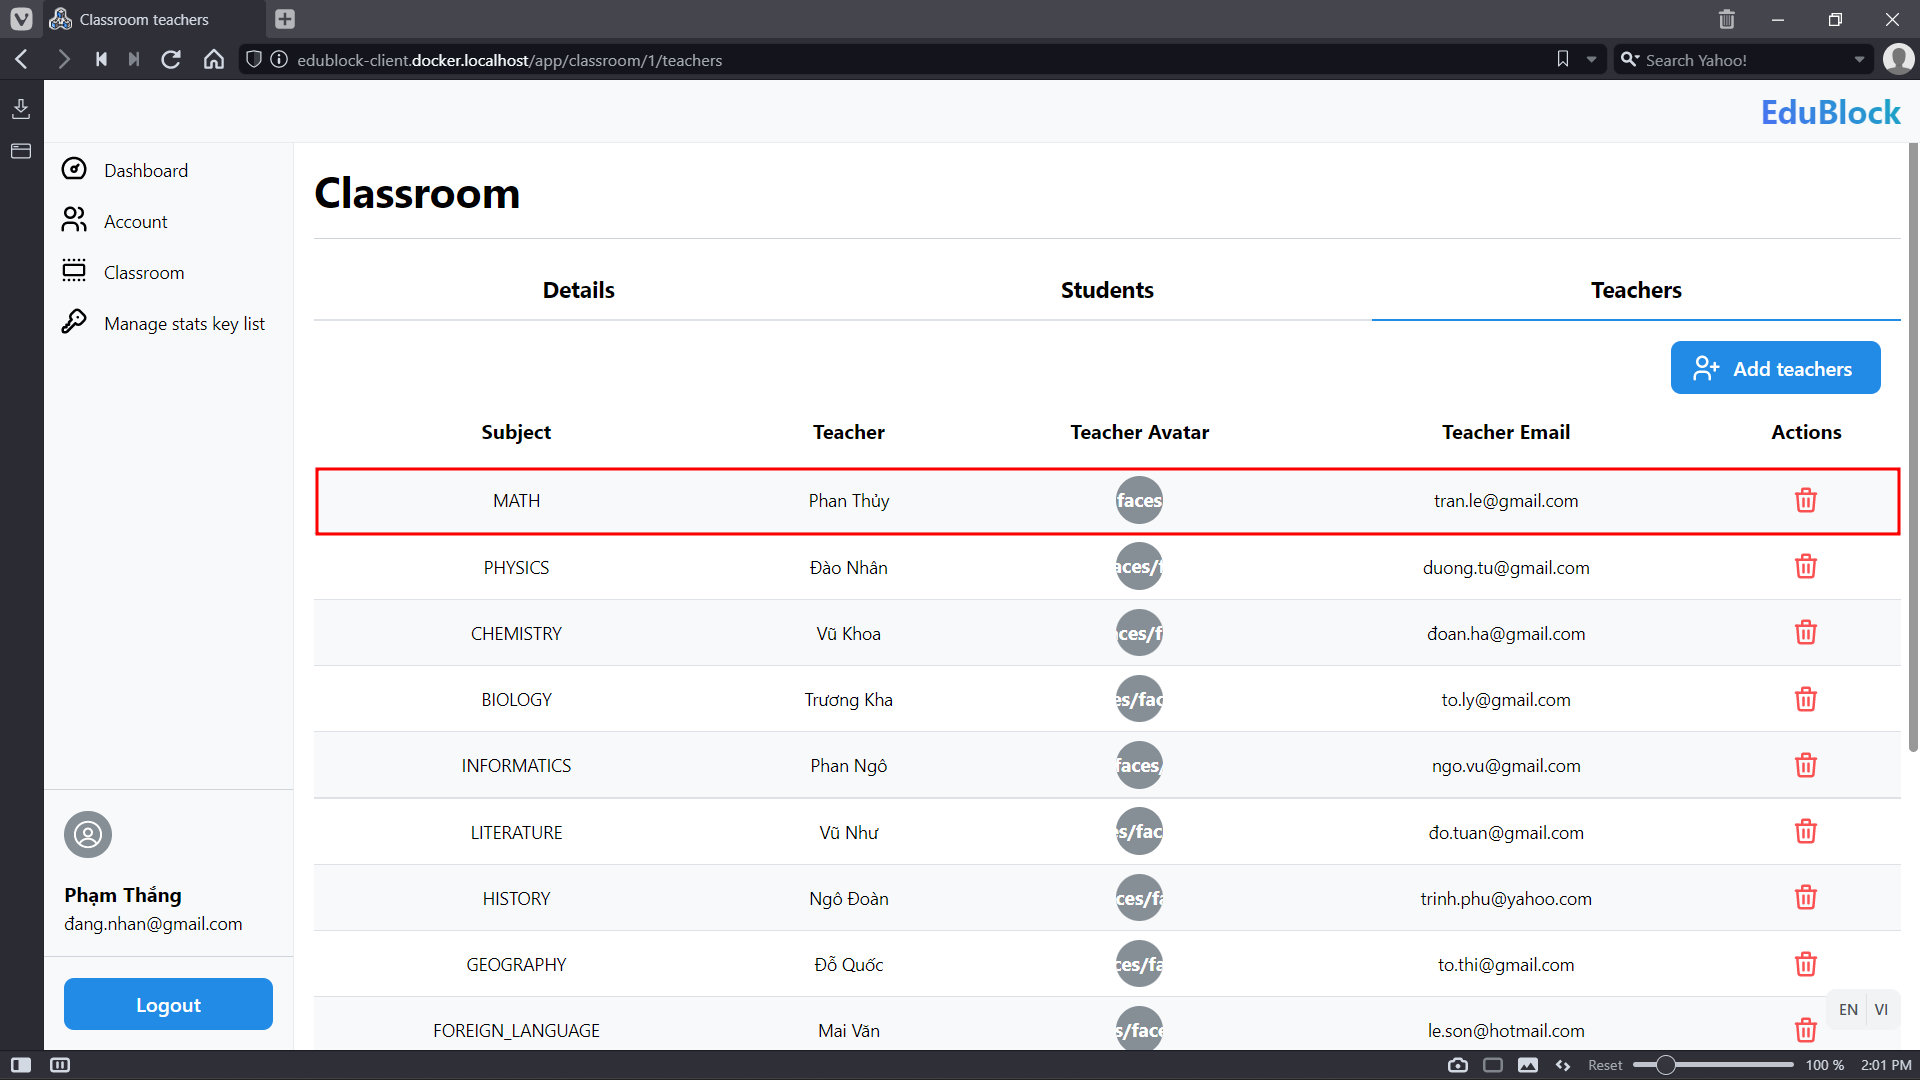 Classroom teachers
edublock-client.docker.localhost/app/classroom/1/teachers
Search Yahoo!
EduBlock
Dashboard
Account
Classroom
Manage stats key list
Phạm Thắng
đang.nhan@gmail.com
Logout
Classroom
Details Students Teachers
Add teachers
Subject Teacher Teacher Avatar Teacher Email Actions
MATH Phan Thủy faces tran.le@gmail.com
PHYSICS Đào Nhân aces/f duong.tu@gmail.com
CHEMISTRY Vũ Khoa ces/f đoan.ha@gmail.com
BIOLOGY Trương Kha es/fac to.ly@gmail.com
INFORMATICS Phan Ngô faces/ ngo.vu@gmail.com
LITERATURE Vũ Như s/fac đo.tuan@gmail.com
HISTORY Ngô Đoàn ces/fa trinh.phu@yahoo.com
GEOGRAPHY Đỗ Quốc ces/fa to.thi@gmail.com
FOREIGN_LANGUAGE Mai Văn s/face le.son@hotmail.com
EN VI
Reset 100 % 2:01 PM